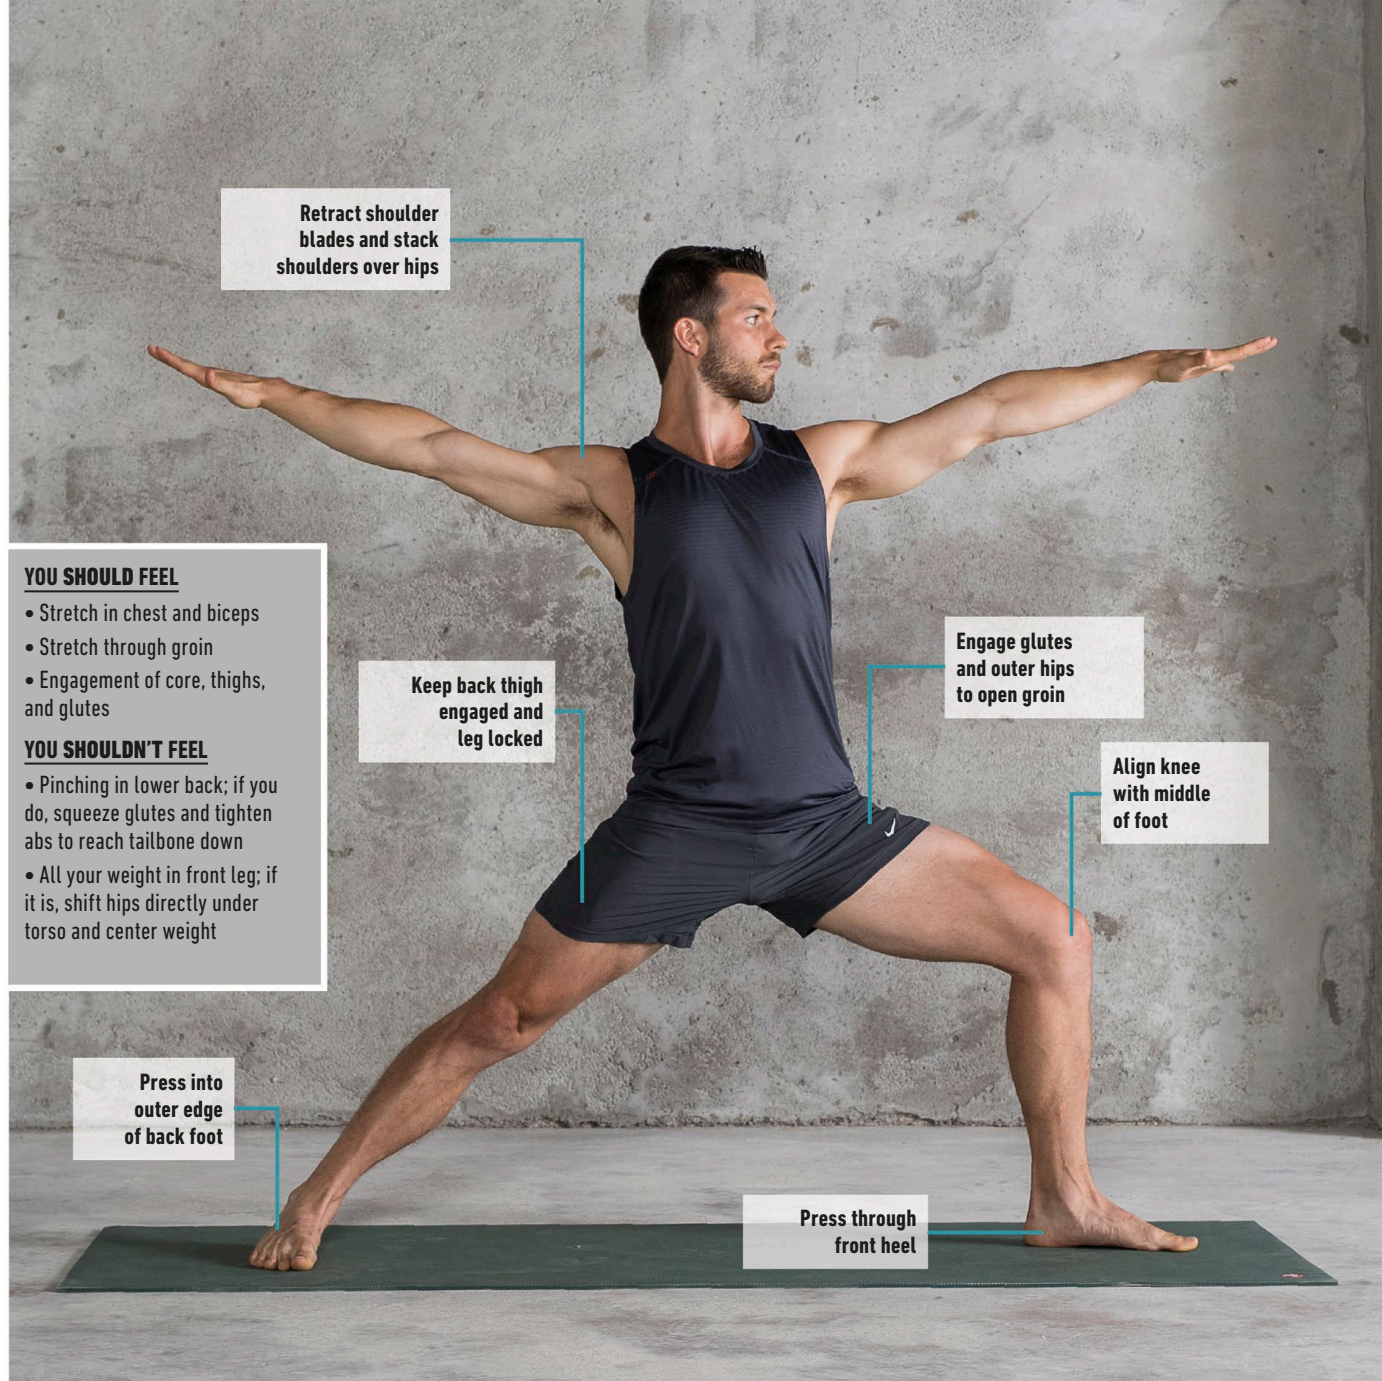 Retract shoulder
blades and stack
shoulders over hips
YOU SHOULD FEEL
• Stretch in chest and biceps
• Stretch through groin
• Engagement of core, thighs,
and glutes
YOU SHOULDN'T FEEL
• Pinching in lower back; if you
do, squeeze glutes and tighten
abs to reach tailbone down
• All your weight in front leg; if
it is, shift hips directly under
torso and center weight
Keep back thigh
engaged and
leg locked
Engage glutes
and outer hips
to open groin
Align knee
with middle
of foot
Press into
outer edge
of back foot
Press through
front heel